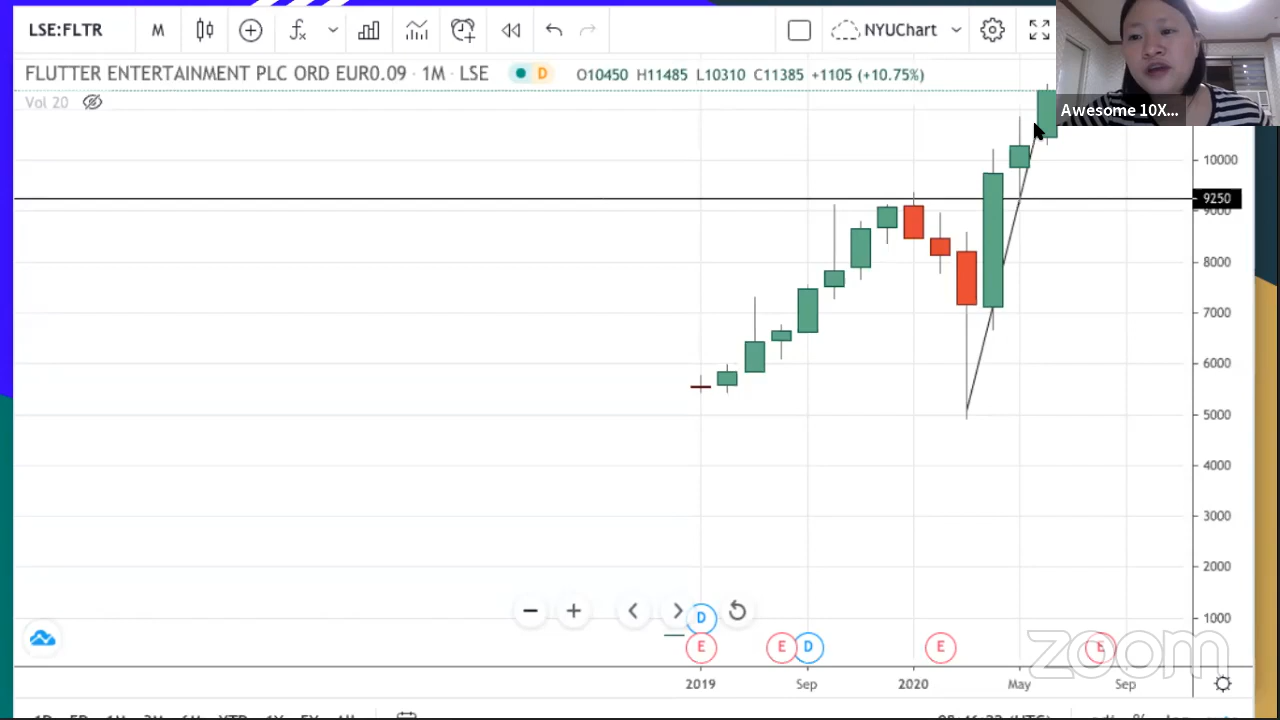 LSE:FLTR M NYUChart
FLUTTER ENTERTAINMENT PLC ORD EUR0.09 · 1M · LSE D O10450 H11485 L10310 C11385 +1105 (+10.75%)
Vol 20
Awesome 10X...
10000
9250
9000
8000
7000
6000
5000
4000
3000
2000
1000
D
E E D E E
zoom
2019 Sep 2020 May Sep